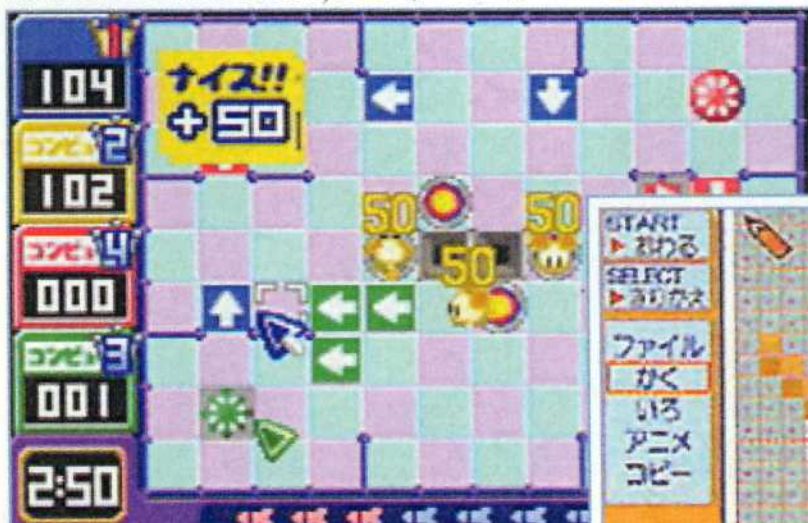 1
104
コンピュ 2
102
コンピュ 4
000
コンピュ 3
001
2:50
ナイス!!
+50
50
50
50
START
▶おわる
SELECT
▶きりかえ
ファイル
かく
いろ
アニメ
コピー